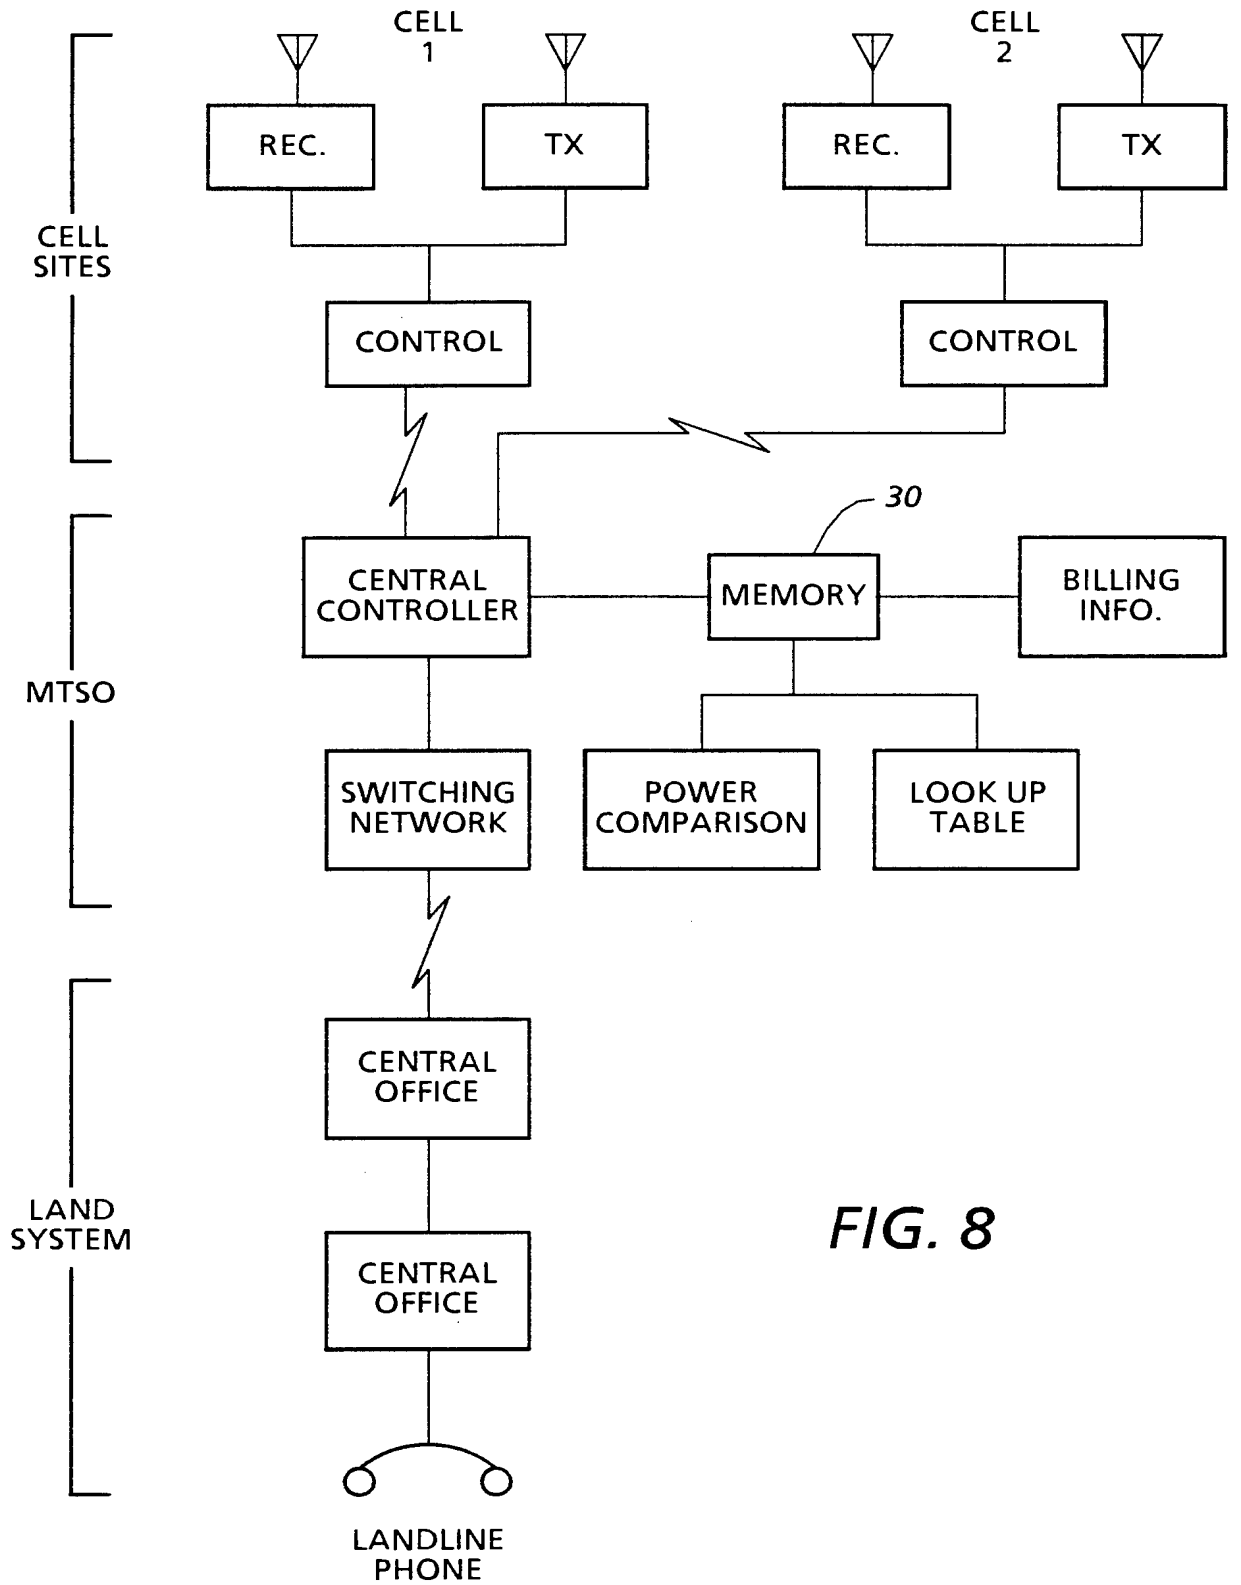 CELL
1
CELL
2
REC.
TX
REC.
TX
CELL
SITES
CONTROL
CONTROL
30
CENTRAL
CONTROLLER
MEMORY
BILLING
INFO.
MTSO
SWITCHING
NETWORK
POWER
COMPARISON
LOOK UP
TABLE
CENTRAL
OFFICE
LAND
SYSTEM
FIG. 8
CENTRAL
OFFICE
LANDLINE
PHONE